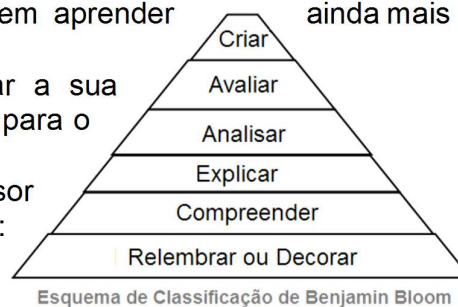 em aprender ainda mais
Criar
ar a sua
Avaliar
para o
Analisar
Explicar
sor
Compreender
:
Relembrar ou Decorar
Esquema de Classificação de Benjamin Bloom